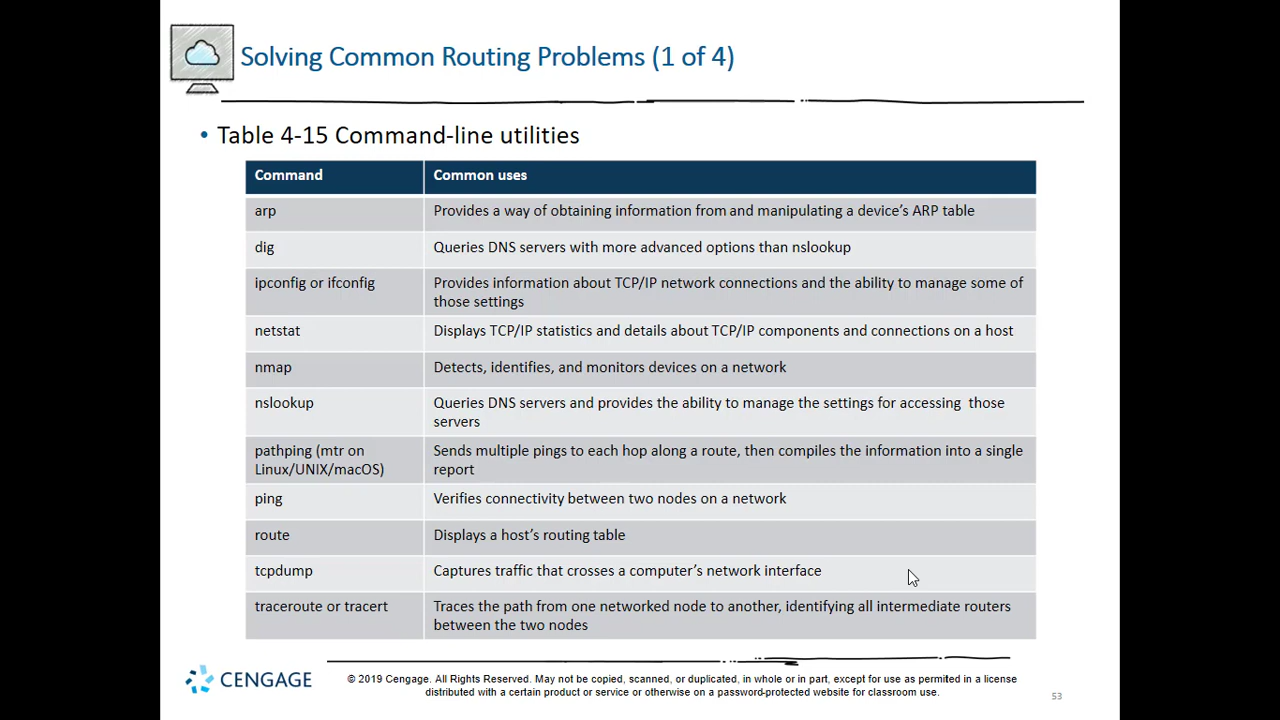 Solving Common Routing Problems (1 of 4)
• Table 4-15 Command-line utilities
Command
Common uses
arp
Provides a way of obtaining information from and manipulating a device's ARP table
dig
Queries DNS servers with more advanced options than nslookup
ipconfig or ifconfig
Provides information about TCP/IP network connections and the ability to manage some of
those settings
netstat
Displays TCP/IP statistics and details about TCP/IP components and connections on a host
nmap
Detects, identifies, and monitors devices on a network
nslookup
Queries DNS servers and provides the ability to manage the settings for accessing those
servers
pathping (mtr on
Linux/UNIX/macOS)
Sends multiple pings to each hop along a route, then compiles the information into a single
report
ping
Verifies connectivity between two nodes on a network
route
Displays a host's routing table
tcpdump
Captures traffic that crosses a computer's network interface
traceroute or tracert
Traces the path from one networked node to another, identifying all intermediate routers
between the two nodes
CENGAGE
© 2019 Cengage. All Rights Reserved. May not be copied, scanned, or duplicated, in whole or in part, except for use as permitted in a license
distributed with a certain product or service or otherwise on a password-protected website for classroom use.
53